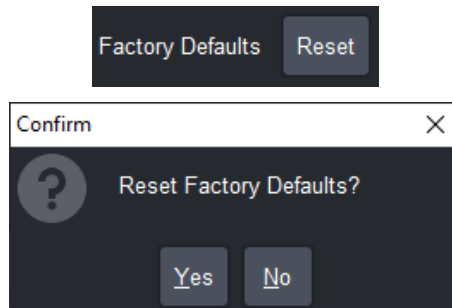 Factory Defaults Reset
Confirm
Reset Factory Defaults?
Yes No